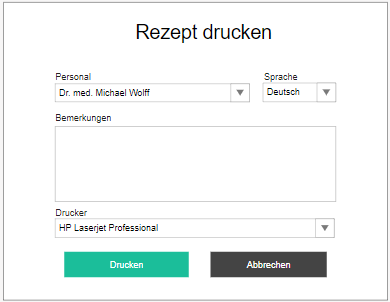 Rezept drucken
Personal Sprache
Dr. med. Michael Wolff Deutsch
Bemerkungen
Drucker
HP Laserjet Professional
Drucken Abbrechen